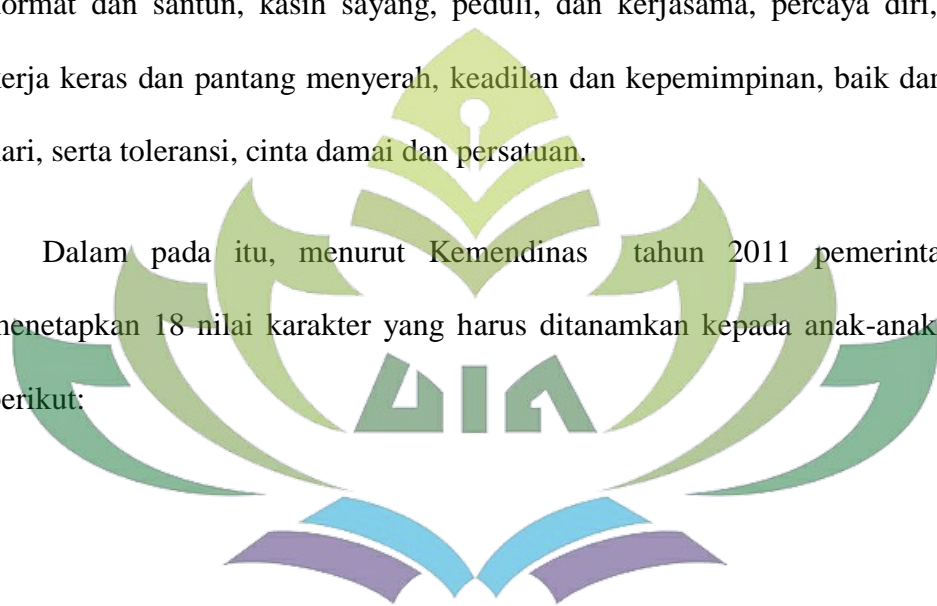 hormat dan santun, kasih sayang, peduli, dan kerjasama, percaya diri,
kerja keras dan pantang menyerah, keadilan dan kepemimpinan, baik dan
hari, serta toleransi, cinta damai dan persatuan.
Dalam pada itu, menurut Kemendinas tahun 2011 pemerinta
menetapkan 18 nilai karakter yang harus ditanamkan kepada anak-anak
berikut:
UIN